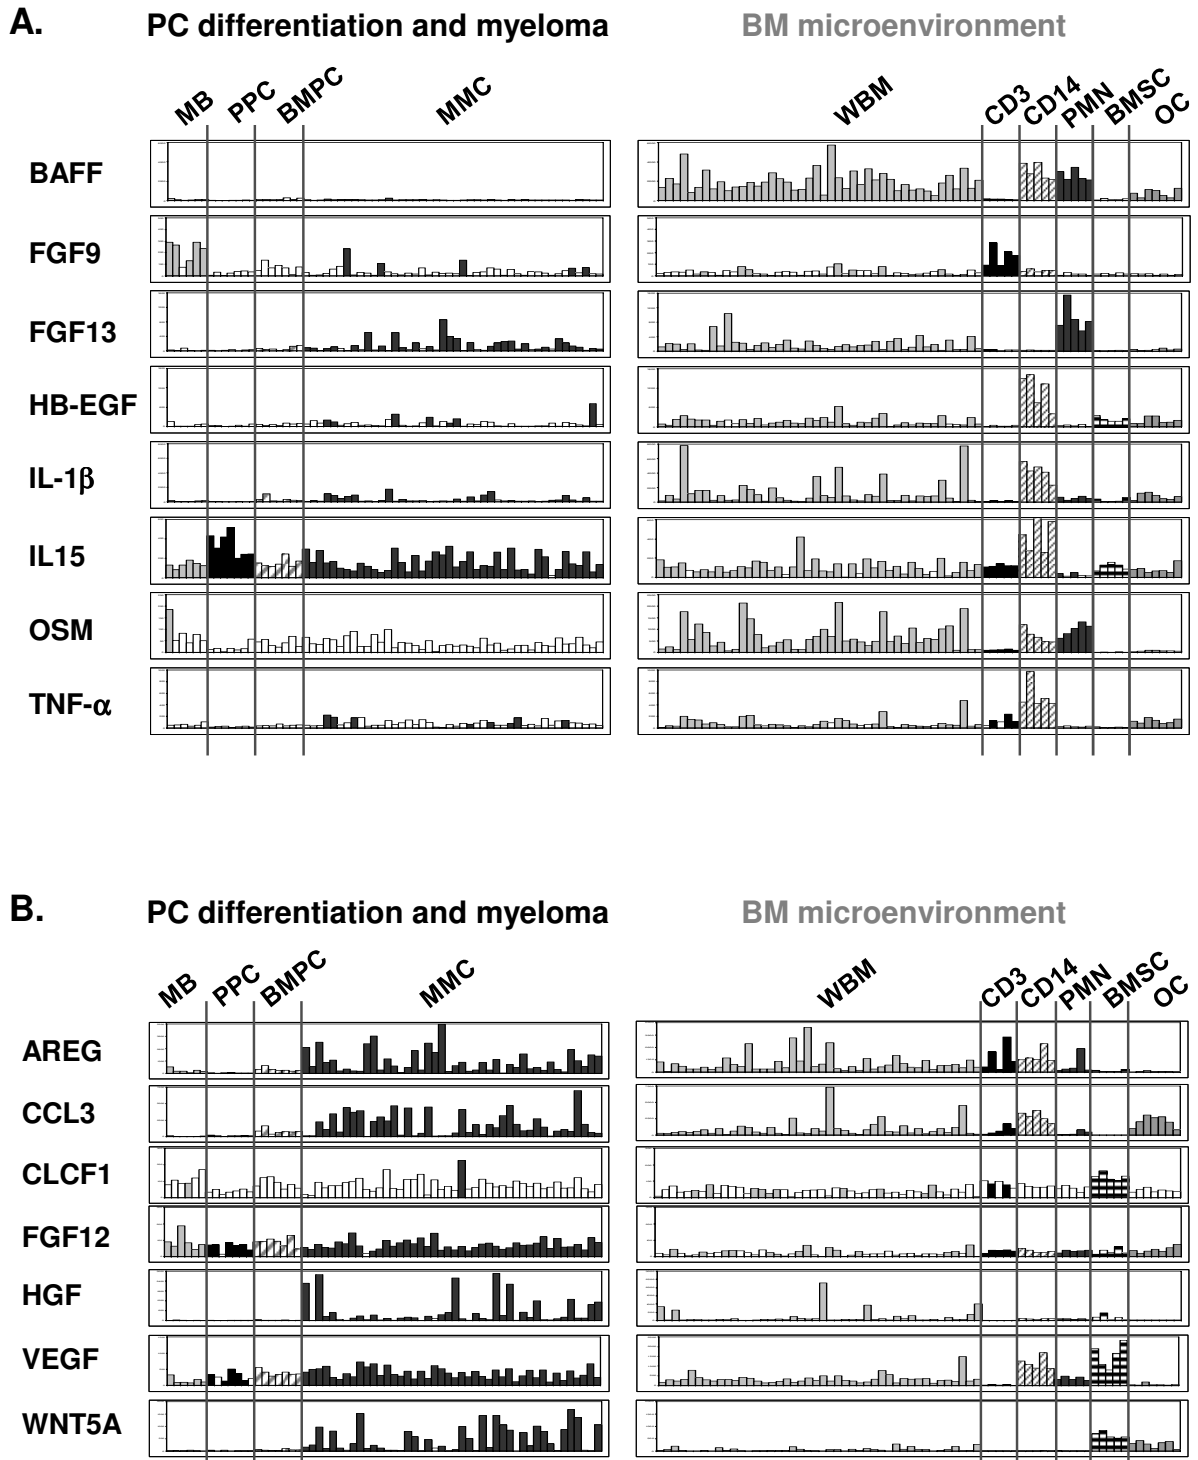 A.
PC differentiation and myeloma
BM microenvironment
MB PPC BMPC MMC WBM CD3 CD14 PMN BMSC OC
BAFF
FGF9
FGF13
HB-EGF
IL-1β
IL15
OSM
TNF-α
B.
PC differentiation and myeloma
BM microenvironment
MB PPC BMPC MMC WBM CD3 CD14 PMN BMSC OC
AREG
CCL3
CLCF1
FGF12
HGF
VEGF
WNT5A